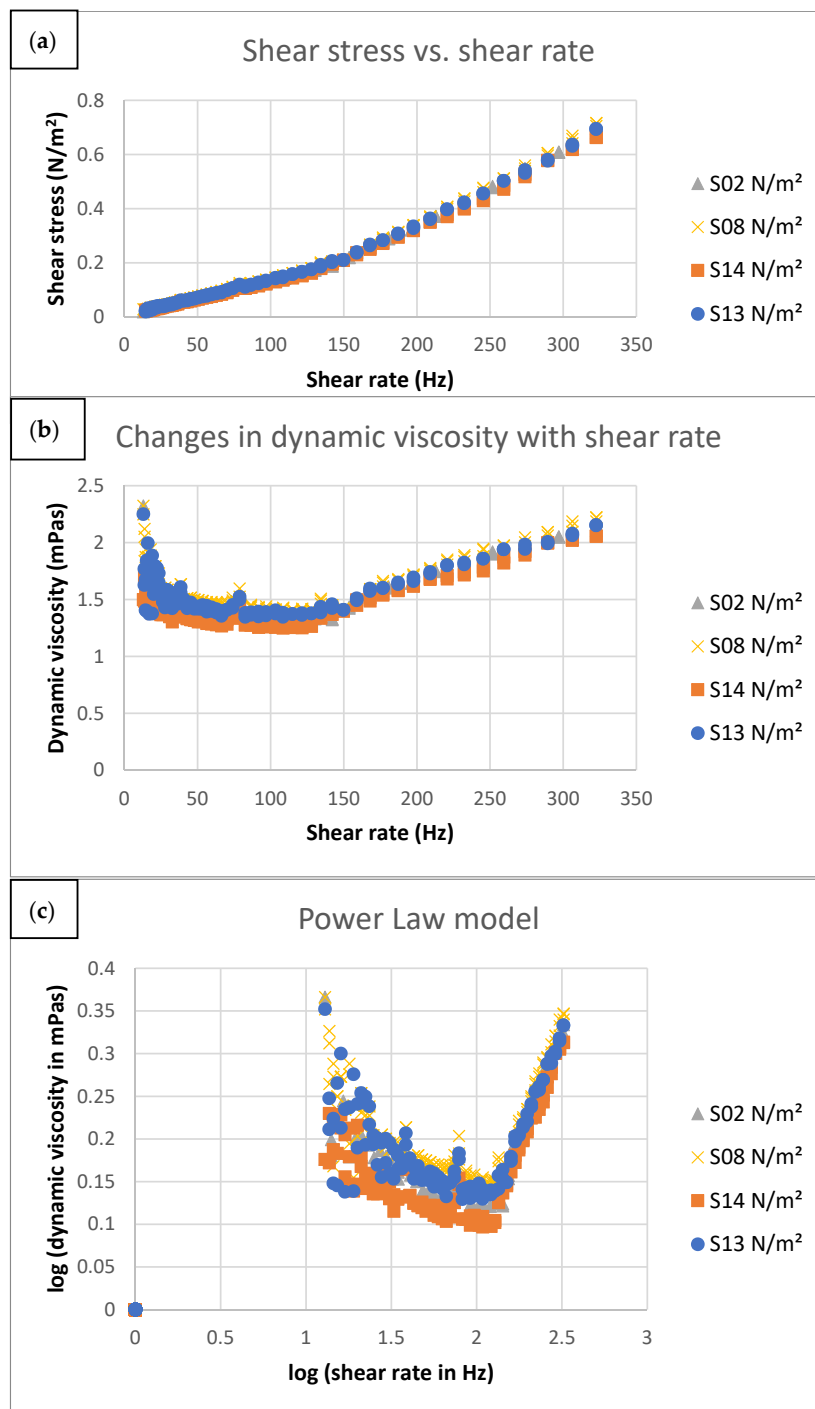 (a)
Shear stress vs. shear rate
Shear stress (N/m²)
0.8
0.6
0.4
0.2
0
0 50 100 150 200 250 300 350
Shear rate (Hz)
S02 N/m²
S08 N/m²
S14 N/m²
S13 N/m²
(b)
Changes in dynamic viscosity with shear rate
Dynamic viscosity (mPas)
2.5
2
1.5
1
0.5
0
0 50 100 150 200 250 300 350
Shear rate (Hz)
S02 N/m²
S08 N/m²
S14 N/m²
S13 N/m²
(c)
Power Law model
log (dynamic viscosity in mPas)
0.4
0.35
0.3
0.25
0.2
0.15
0.1
0.05
0
0 0.5 1 1.5 2 2.5 3
log (shear rate in Hz)
S02 N/m²
S08 N/m²
S14 N/m²
S13 N/m²